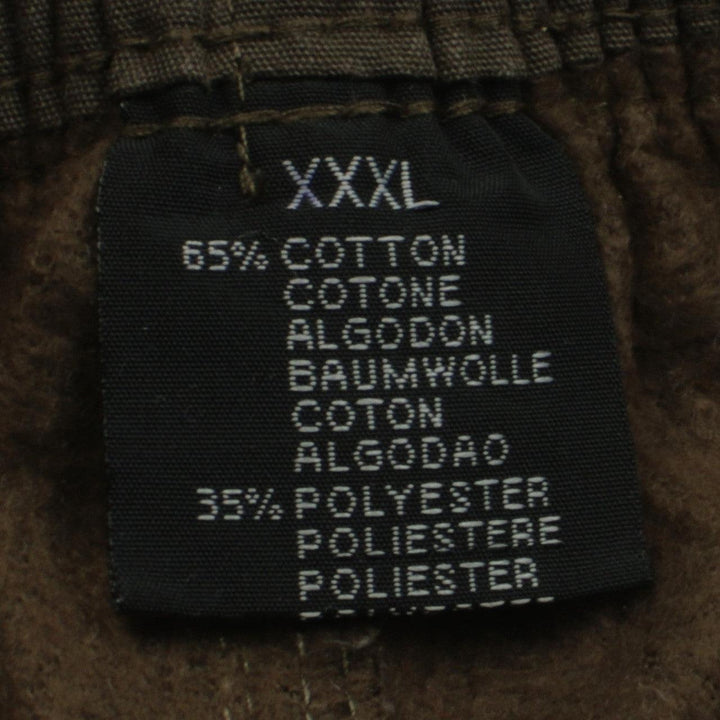 XXXL
65% COTTON
COTONE
ALGODON
BAUMWOLLE
COTON
ALGODAO
35% POLYESTER
POLIESTERE
POLIESTER